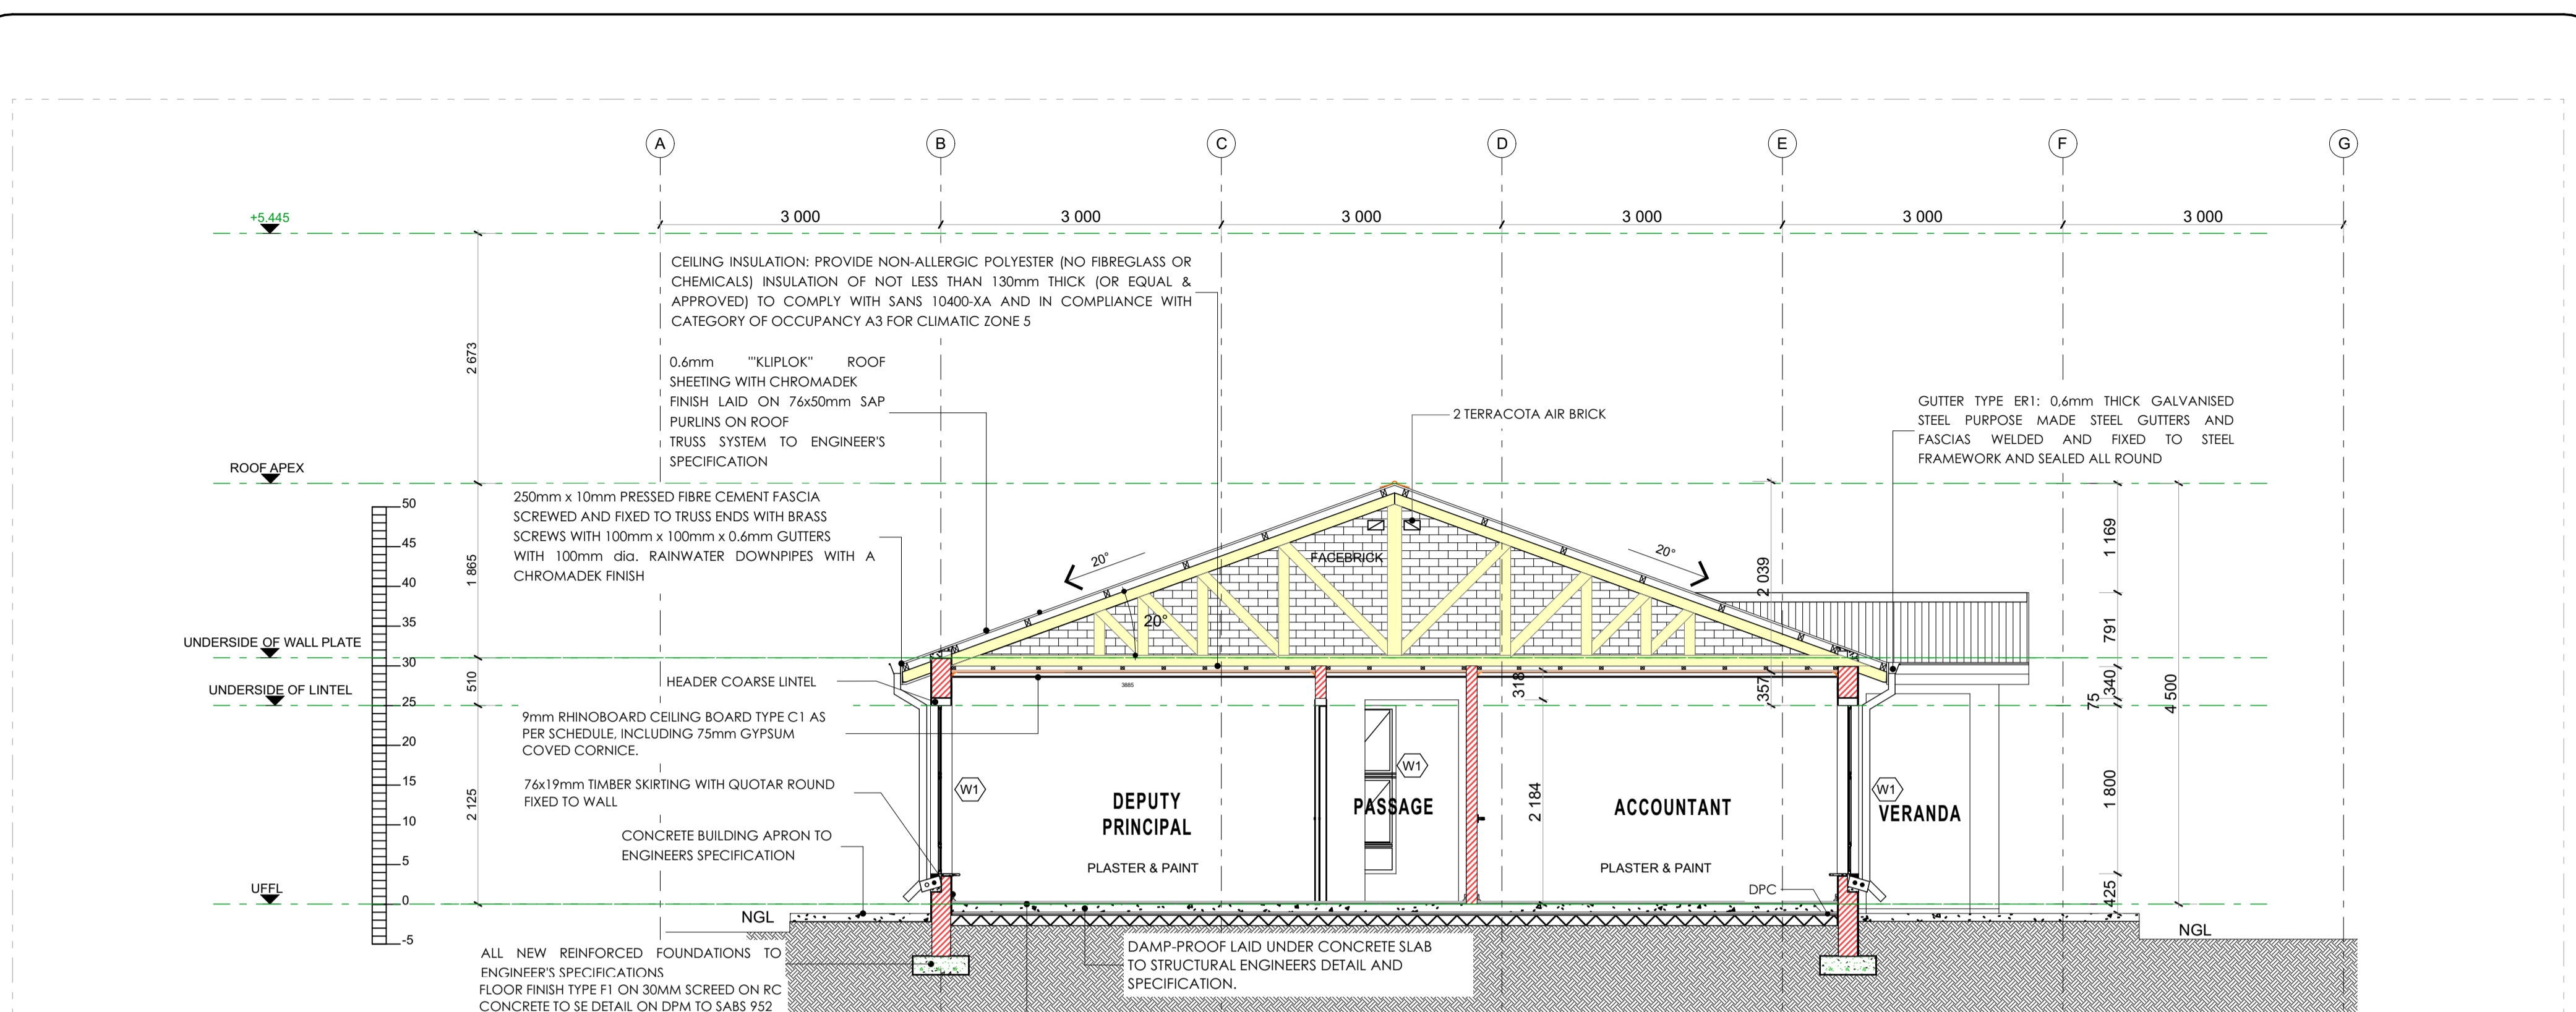 A B C D E F G
3 000 3 000 3 000 3 000 3 000 3 000
+5.445
CEILING INSULATION: PROVIDE NON-ALLERGIC POLYESTER (NO FIBREGLASS OR
CHEMICALS) INSULATION OF NOT LESS THAN 130mm THICK (OR EQUAL &
APPROVED) TO COMPLY WITH SANS 10400-XA AND IN COMPLIANCE WITH
CATEGORY OF OCCUPANCY A3 FOR CLIMATIC ZONE 5
2 673
0.6mm "'KLIPLOK" ROOF
SHEETING WITH CHROMADEK
FINISH LAID ON 76x50mm SAP
PURLINS ON ROOF
TRUSS SYSTEM TO ENGINEER'S
SPECIFICATION
2 TERRACOTA AIR BRICK
GUTTER TYPE ER1: 0,6mm THICK GALVANISED
STEEL PURPOSE MADE STEEL GUTTERS AND
FASCIAS WELDED AND FIXED TO STEEL
FRAMEWORK AND SEALED ALL ROUND
ROOF APEX
250mm x 10mm PRESSED FIBRE CEMENT FASCIA
SCREWED AND FIXED TO TRUSS ENDS WITH BRASS
SCREWS WITH 100mm x 100mm x 0.6mm GUTTERS
WITH 100mm dia. RAINWATER DOWNPIPES WITH A
CHROMADEK FINISH
50
45
40
35
30
25
20
15
10
5
0
-5
1 865
20°
FACEBRICK
20°
20°
2 039
1 169
791
340
75
4 500
UNDERSIDE OF WALL PLATE
510
UNDERSIDE OF LINTEL
HEADER COARSE LINTEL
3885
318
357
9mm RHINOBOARD CEILING BOARD TYPE C1 AS
PER SCHEDULE, INCLUDING 75mm GYPSUM
COVED CORNICE.
76x19mm TIMBER SKIRTING WITH QUOTAR ROUND
FIXED TO WALL
2 125
W1
DEPUTY
PRINCIPAL
W1
PASSAGE
2 184
ACCOUNTANT
W1
VERANDA
1 800
CONCRETE BUILDING APRON TO
ENGINEERS SPECIFICATION
PLASTER & PAINT
PLASTER & PAINT
DPC
425
UFFL
NGL
NGL
ALL NEW REINFORCED FOUNDATIONS TO
ENGINEER'S SPECIFICATIONS
FLOOR FINISH TYPE F1 ON 30MM SCREED ON RC
CONCRETE TO SE DETAIL ON DPM TO SABS 952
DAMP-PROOF LAID UNDER CONCRETE SLAB
TO STRUCTURAL ENGINEERS DETAIL AND
SPECIFICATION.